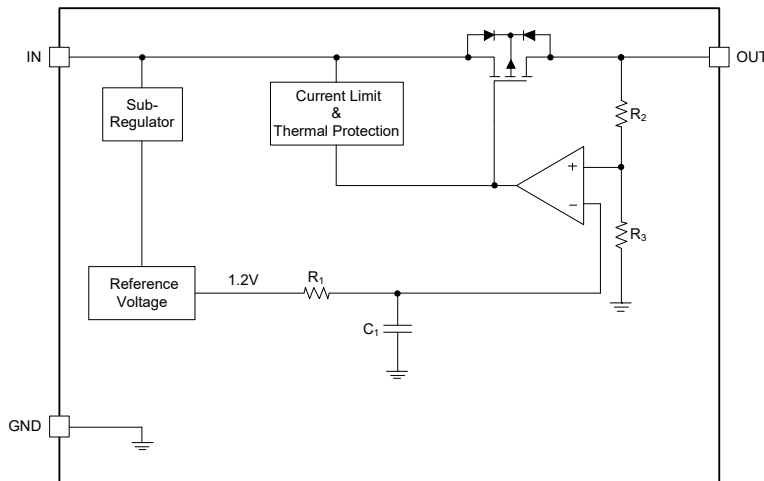 IN
OUT
Sub-
Regulator
Current Limit
&
Thermal Protection
R2
+
−
R3
Reference
Voltage
1.2V
R1
C1
GND